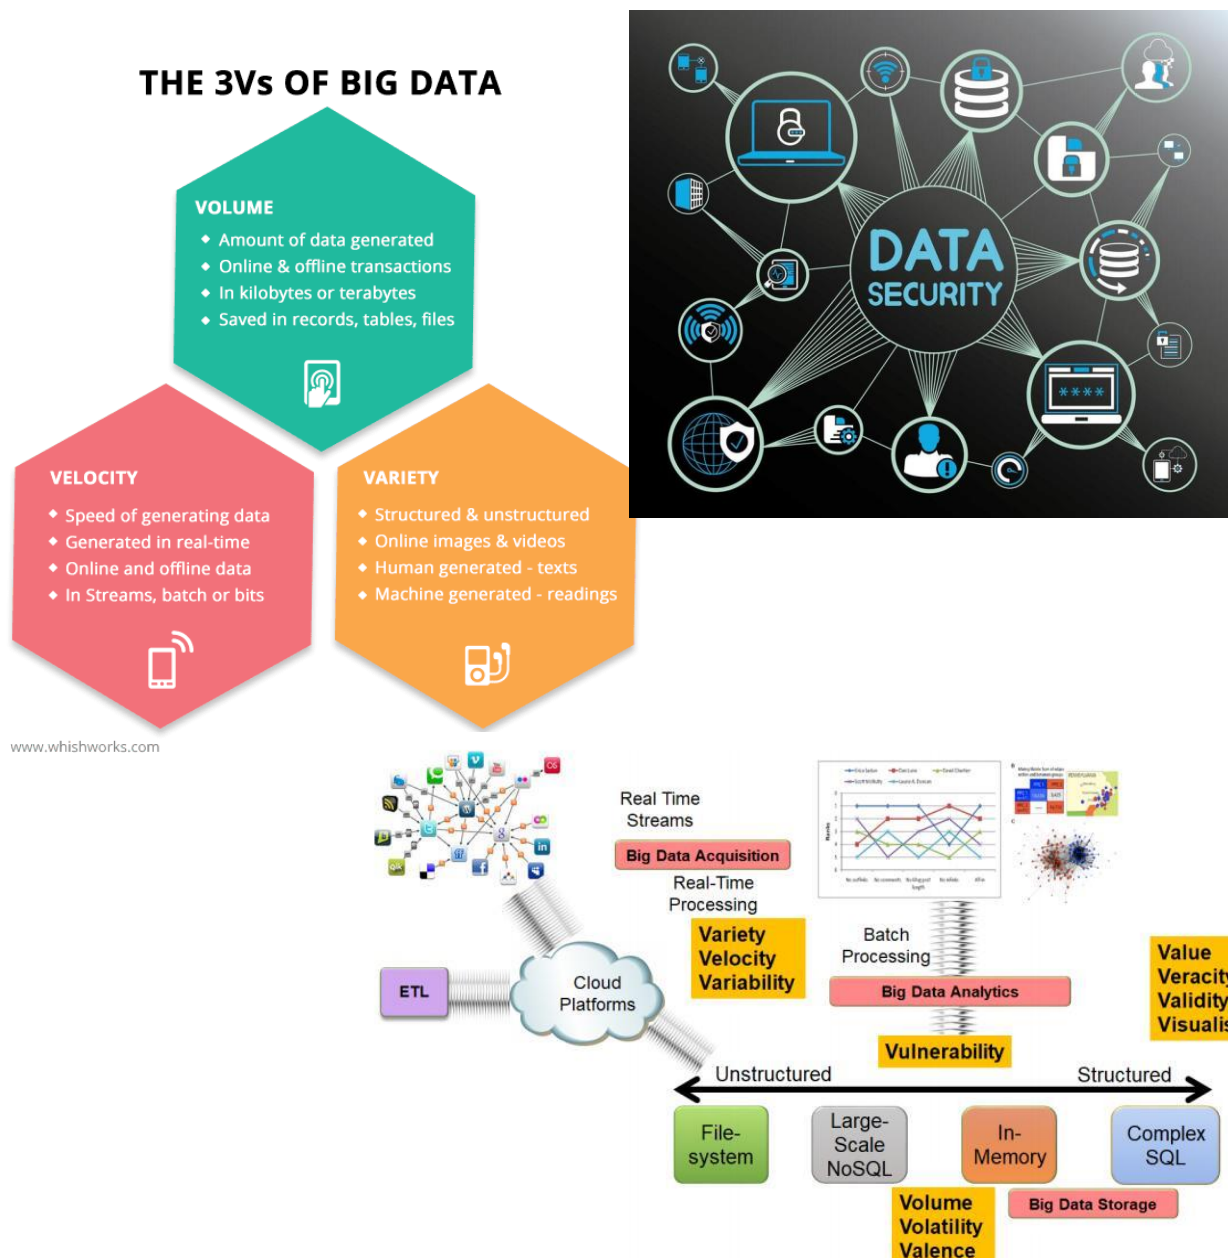 THE 3Vs OF BIG DATA
VOLUME
Amount of data generated
Online & offline transactions
In kilobytes or terabytes
Saved in records, tables, files
VELOCITY
Speed of generating data
Generated in real-time
Online and offline data
In Streams, batch or bits
VARIETY
Structured & unstructured
Online images & videos
Human generated - texts
Machine generated - readings
www.whishworks.com
DATA
SECURITY
****
Real Time
Streams
Big Data Acquisition
Real-Time
Processing
Variety
Velocity
Variability
ETL
Cloud
Platforms
Batch
Processing
Big Data Analytics
Vulnerability
Value
Veracity
Validity
Visualis
Unstructured
Structured
File-
system
Large-
Scale
NoSQL
In-
Memory
Complex
SQL
Big Data Storage
Volume
Volatility
Valence